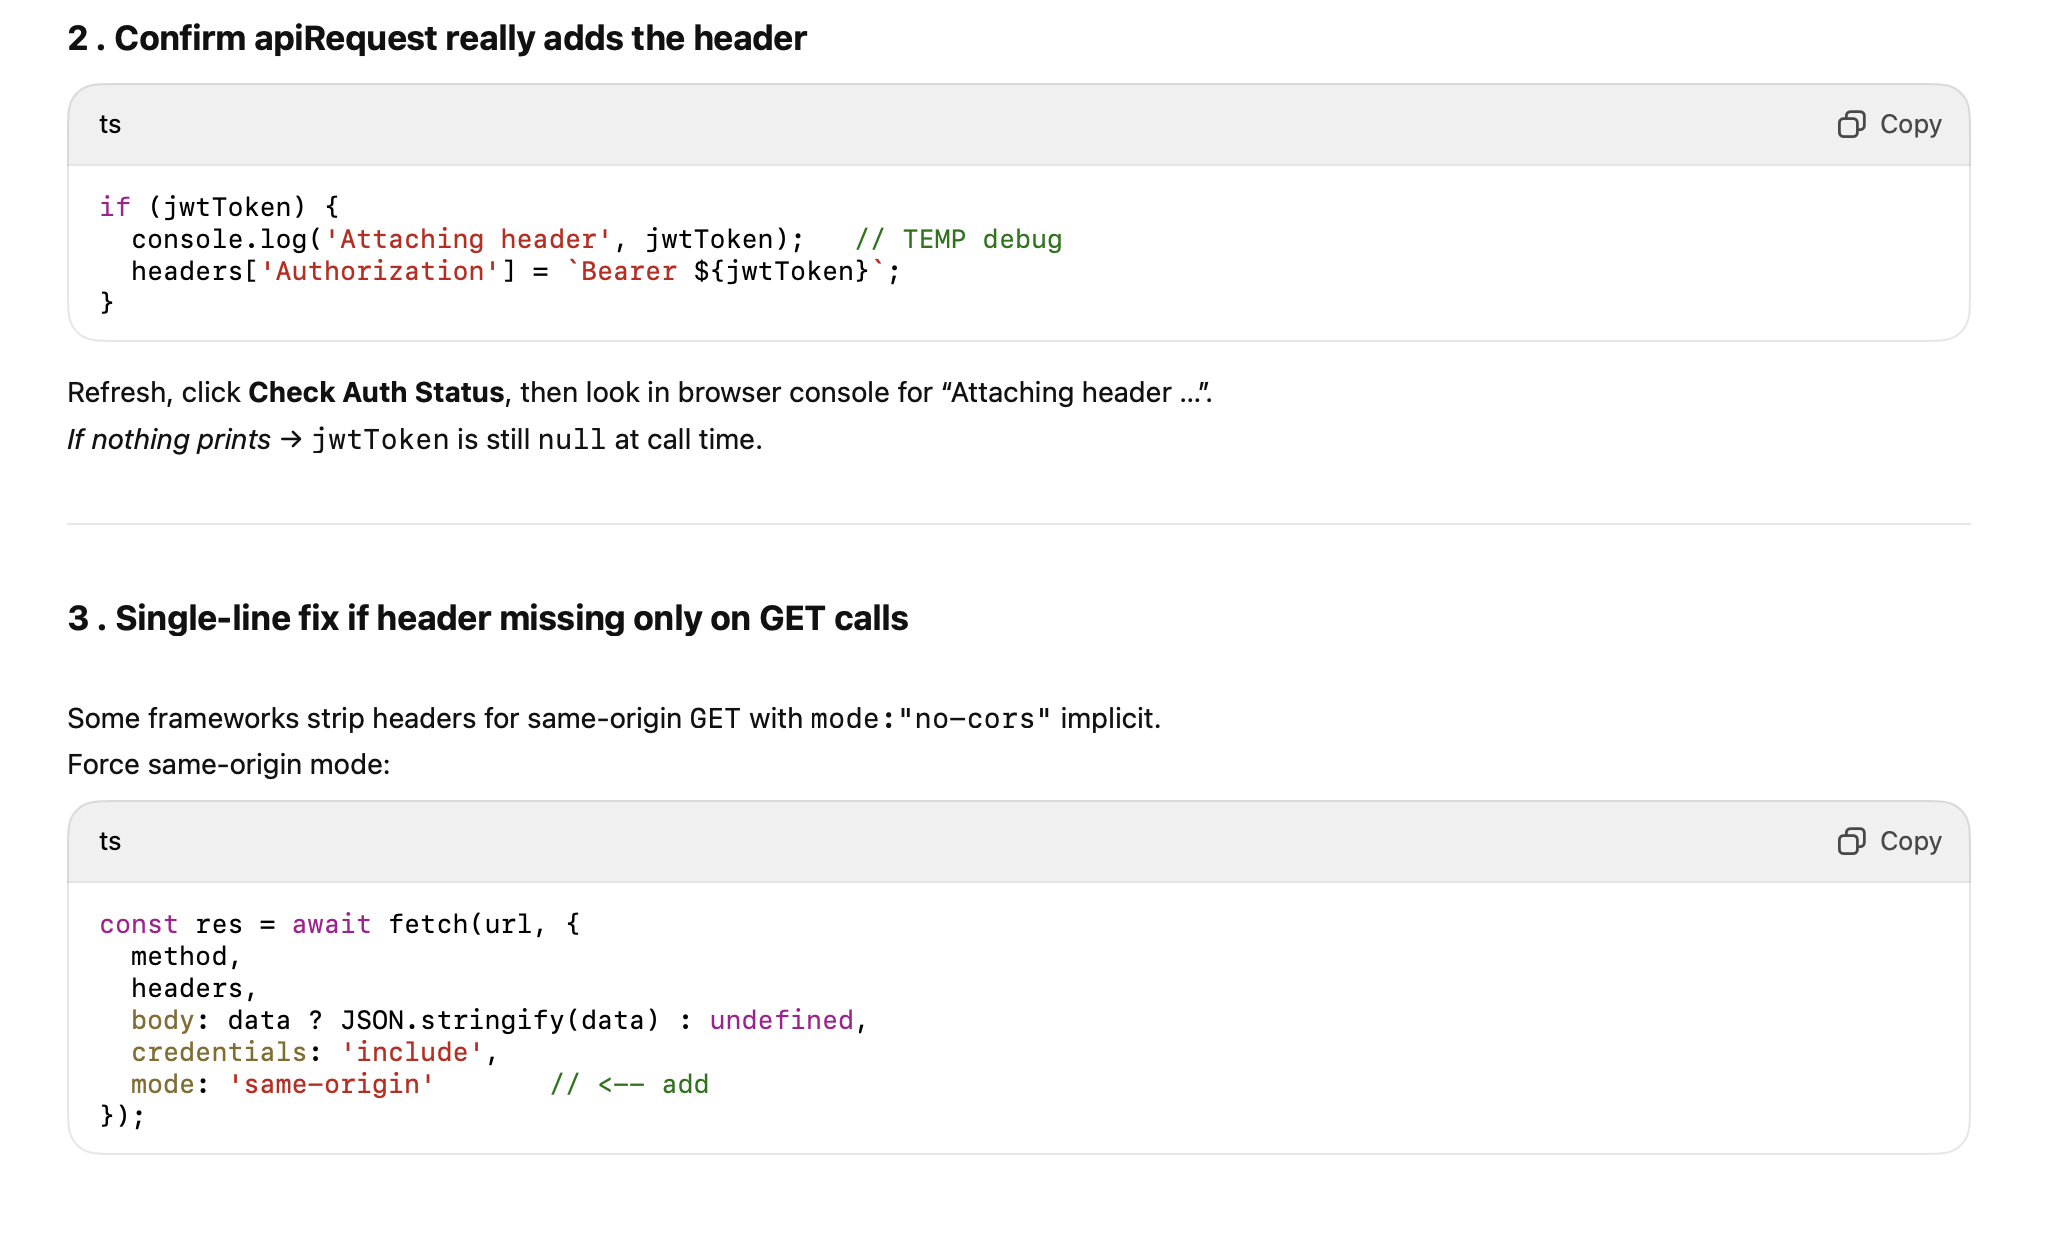 2 . Confirm apiRequest really adds the header
ts
Copy
if (jwtToken) {
  console.log('Attaching header', jwtToken);   // TEMP debug
  headers['Authorization'] = `Bearer ${jwtToken}`;
}
Refresh, click Check Auth Status, then look in browser console for “Attaching header …”.
If nothing prints → jwtToken is still null at call time.
3 . Single-line fix if header missing only on GET calls
Some frameworks strip headers for same-origin GET with mode:"no-cors" implicit.
Force same-origin mode:
ts
Copy
const res = await fetch(url, {
  method,
  headers,
  body: data ? JSON.stringify(data) : undefined,
  credentials: 'include',
  mode: 'same-origin'       // <-- add
});